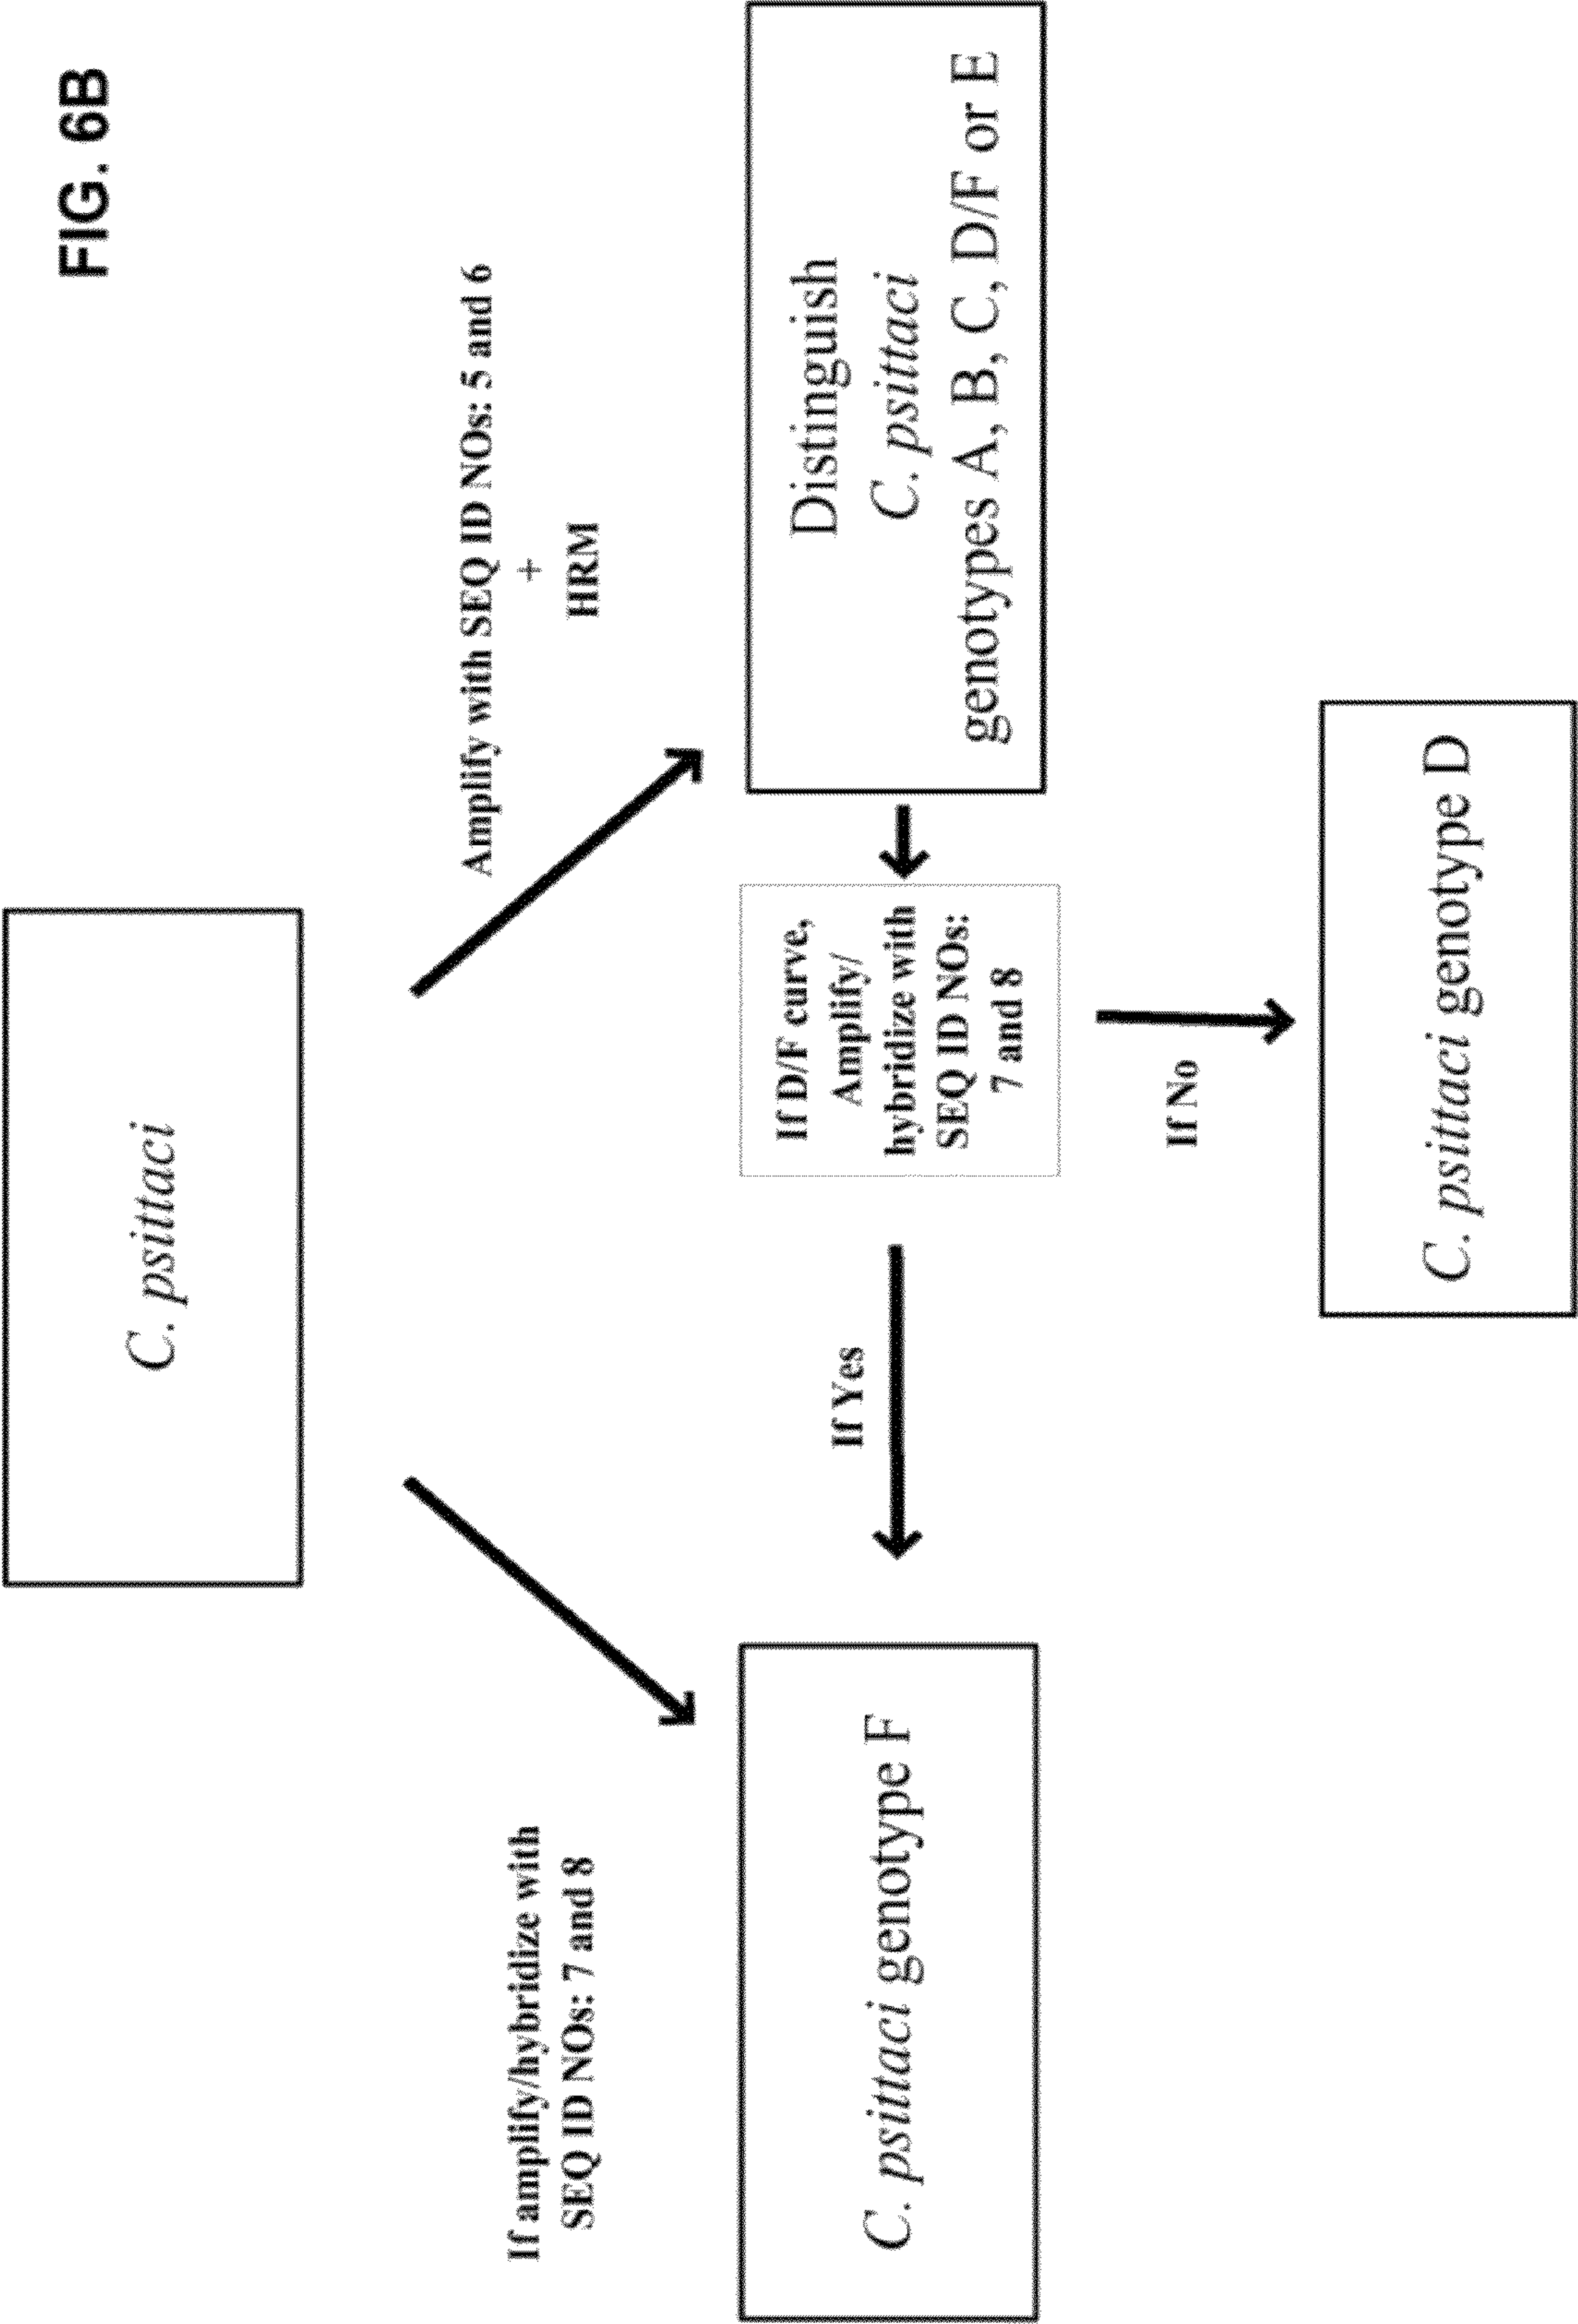 FIG. 6B
C. psittaci
If amplify/hybridize with
SEQ ID NOs: 7 and 8
Amplify with SEQ ID NOs: 5 and 6
+
HRM
C. psittaci genotype F
If Yes
If D/F curve,
Amplify/
hybridize with
SEQ ID NOs:
7 and 8
Distinguish
C. psittaci
genotypes A, B, C, D/F or E
If No
C. psittaci genotype D